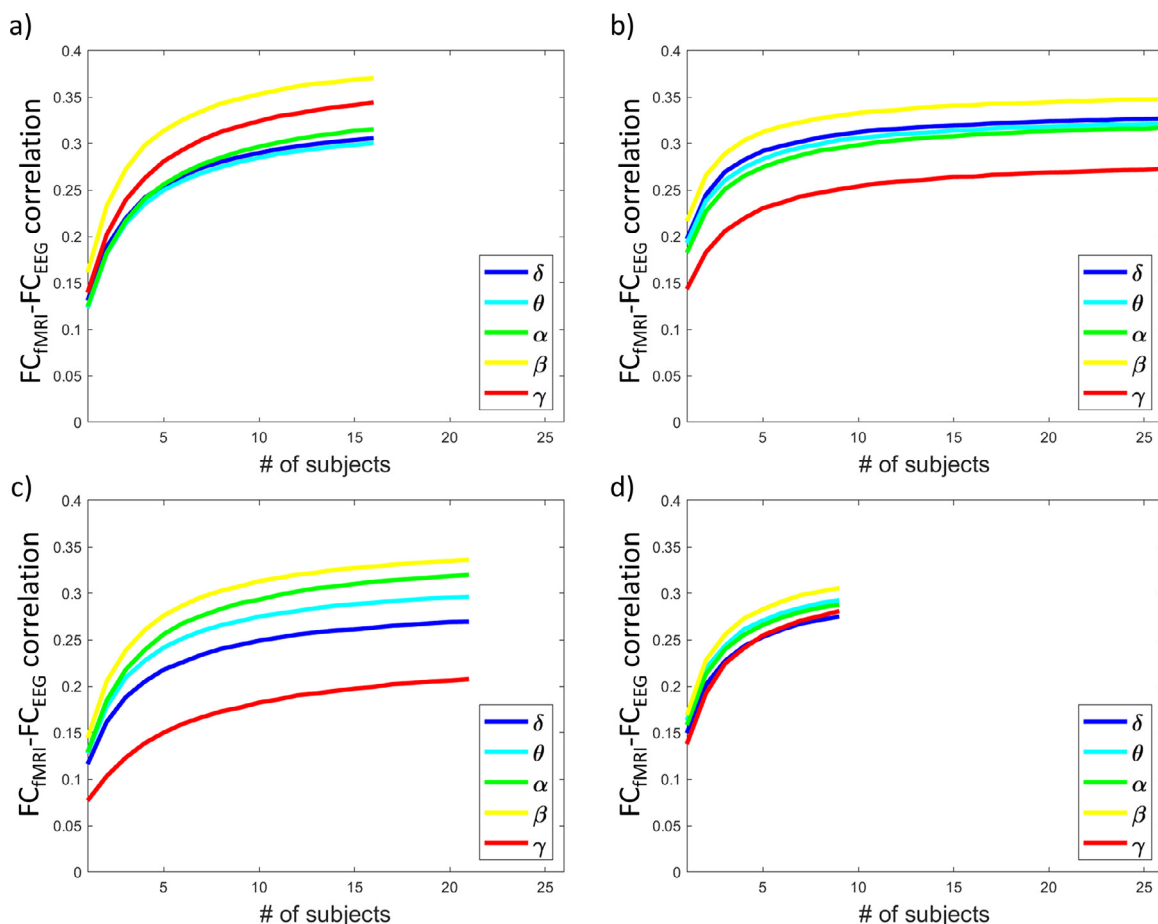 a)
0.4
0.35
0.3
0.25
0.2
0.15
0.1
0.05
0
FCfMRI-FCEEG correlation
5 10 15 20 25
# of subjects
δ
θ
α
β
γ
b)
0.4
0.35
0.3
0.25
0.2
0.15
0.1
0.05
0
FCfMRI-FCEEG correlation
5 10 15 20 25
# of subjects
δ
θ
α
β
γ
c)
0.4
0.35
0.3
0.25
0.2
0.15
0.1
0.05
0
FCfMRI-FCEEG correlation
5 10 15 20 25
# of subjects
δ
θ
α
β
γ
d)
0.4
0.35
0.3
0.25
0.2
0.15
0.1
0.05
0
FCfMRI-FCEEG correlation
5 10 15 20 25
# of subjects
δ
θ
α
β
γ